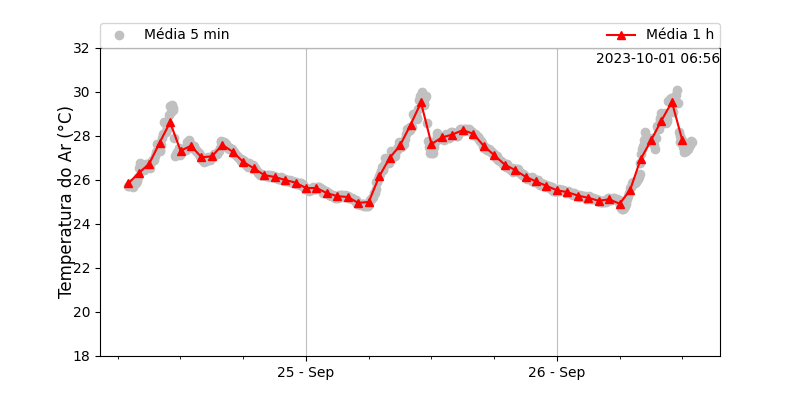 Média 5 min
Média 1 h
2023-10-01 06:56
Temperatura do Ar (°C)
32
30
28
26
24
22
20
18
25 - Sep
26 - Sep